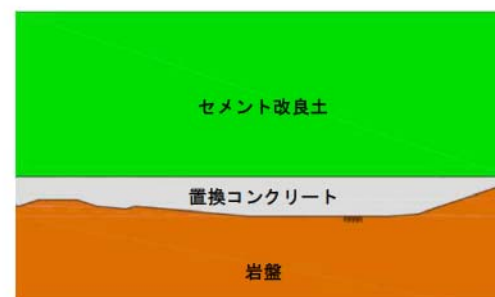 セメント改良土
置換コンクリート
岩盤